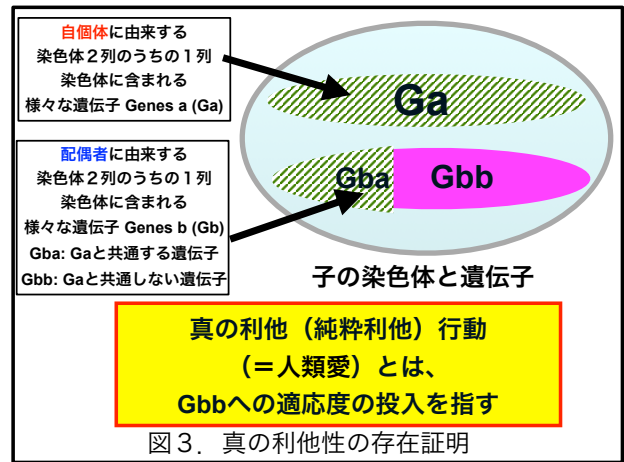 自個体に由来する
染色体２列のうちの１列
染色体に含まれる
様々な遺伝子 Genes a (Ga)
配偶者に由来する
染色体２列のうちの１列
染色体に含まれる
様々な遺伝子 Genes b (Gb)
Gba: Gaと共通する遺伝子
Gbb: Gaと共通しない遺伝子
Ga
Gba
Gbb
子の染色体と遺伝子
真の利他（純粋利他）行動
（＝人類愛）とは、
Gbbへの適応度の投入を指す
図３．真の利他性の存在証明